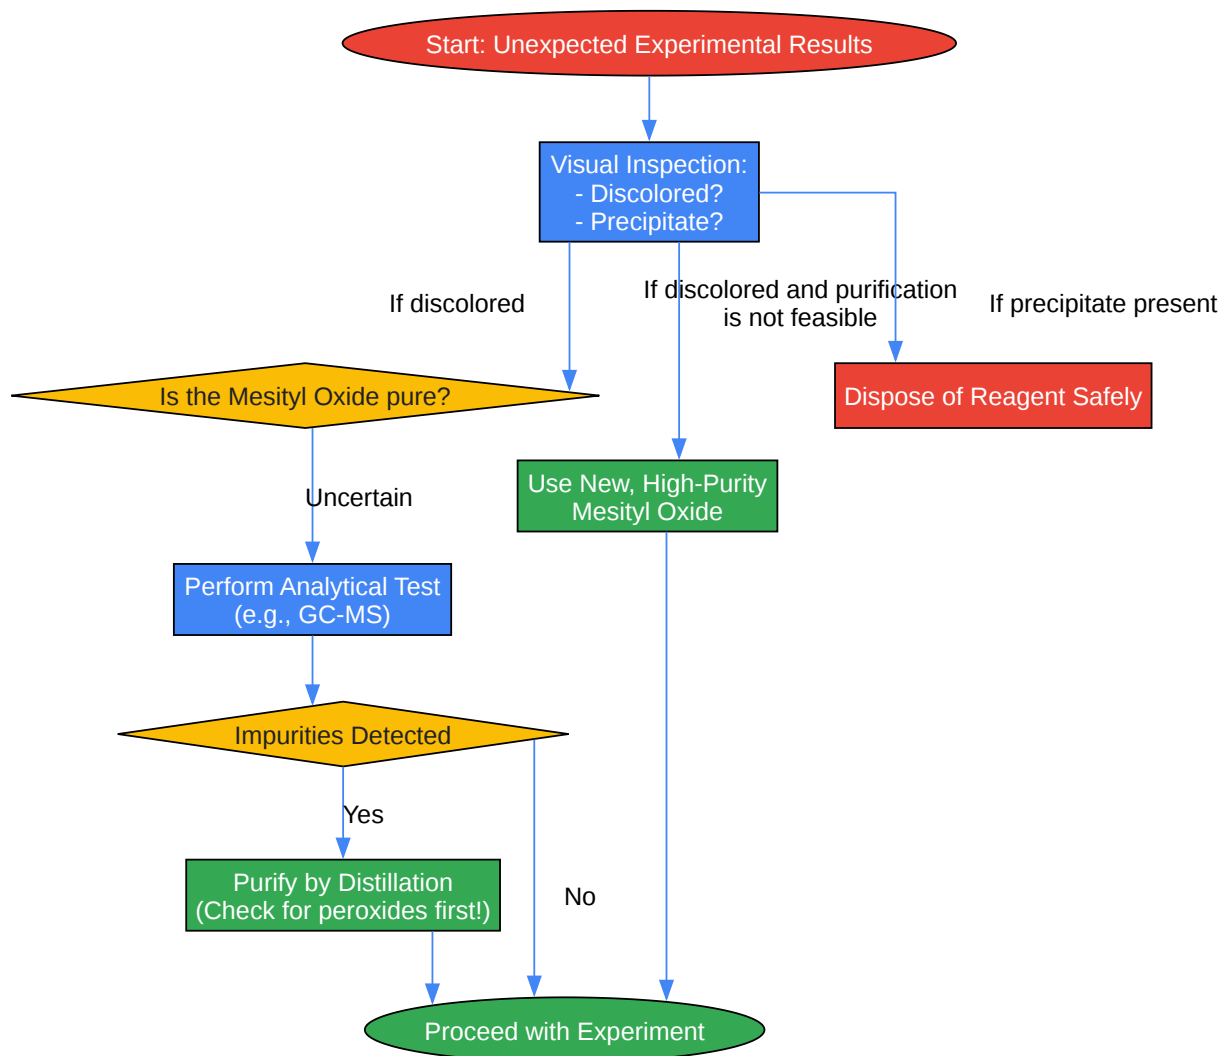 Start: Unexpected Experimental Results
Visual Inspection:
- Discolored?
- Precipitate?
If discolored
If discolored and purification
is not feasible
If precipitate present
Is the Mesityl Oxide pure?
Dispose of Reagent Safely
Uncertain
Use New, High-Purity
Mesityl Oxide
Perform Analytical Test
(e.g., GC-MS)
Impurities Detected
Yes
Purify by Distillation
(Check for peroxides first!)
No
Proceed with Experiment